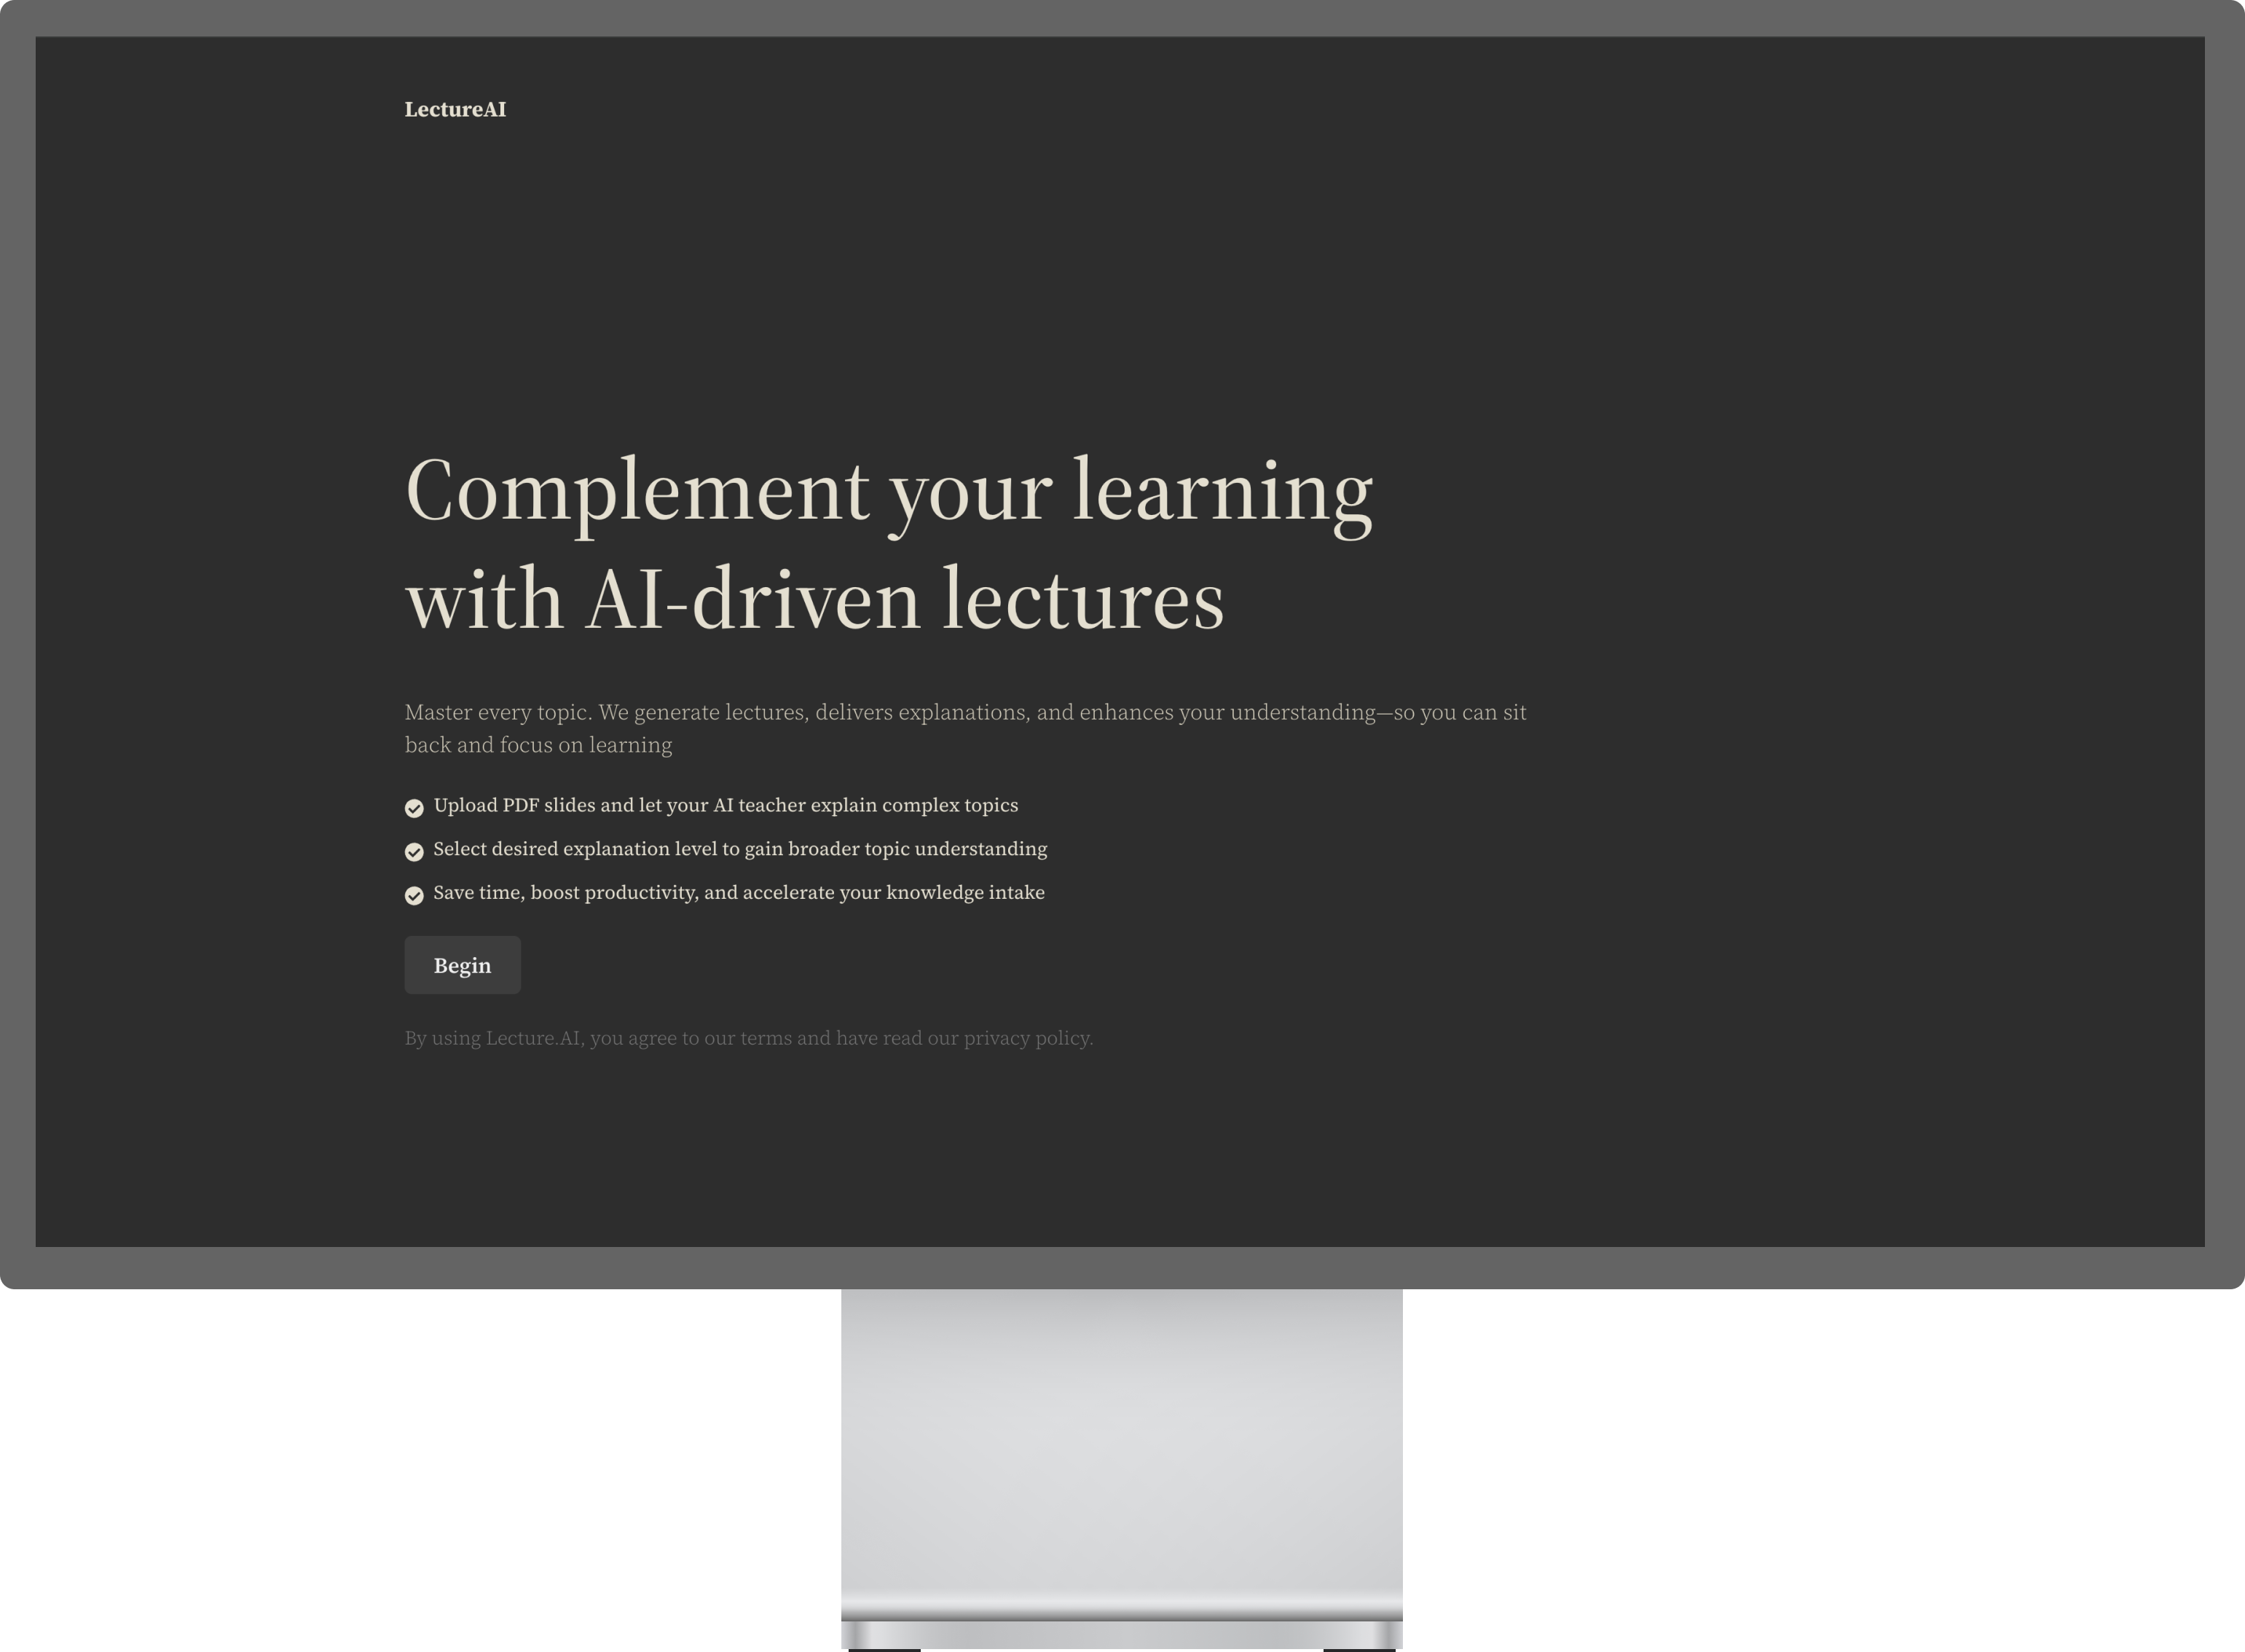 LectureAI
Complement your learning
with AI-driven lectures
Master every topic. We generate lectures, delivers explanations, and enhances your understanding—so you can sit
back and focus on learning
Upload PDF slides and let your AI teacher explain complex topics
Select desired explanation level to gain broader topic understanding
Save time, boost productivity, and accelerate your knowledge intake
Begin
By using Lecture.AI, you agree to our terms and have read our privacy policy.